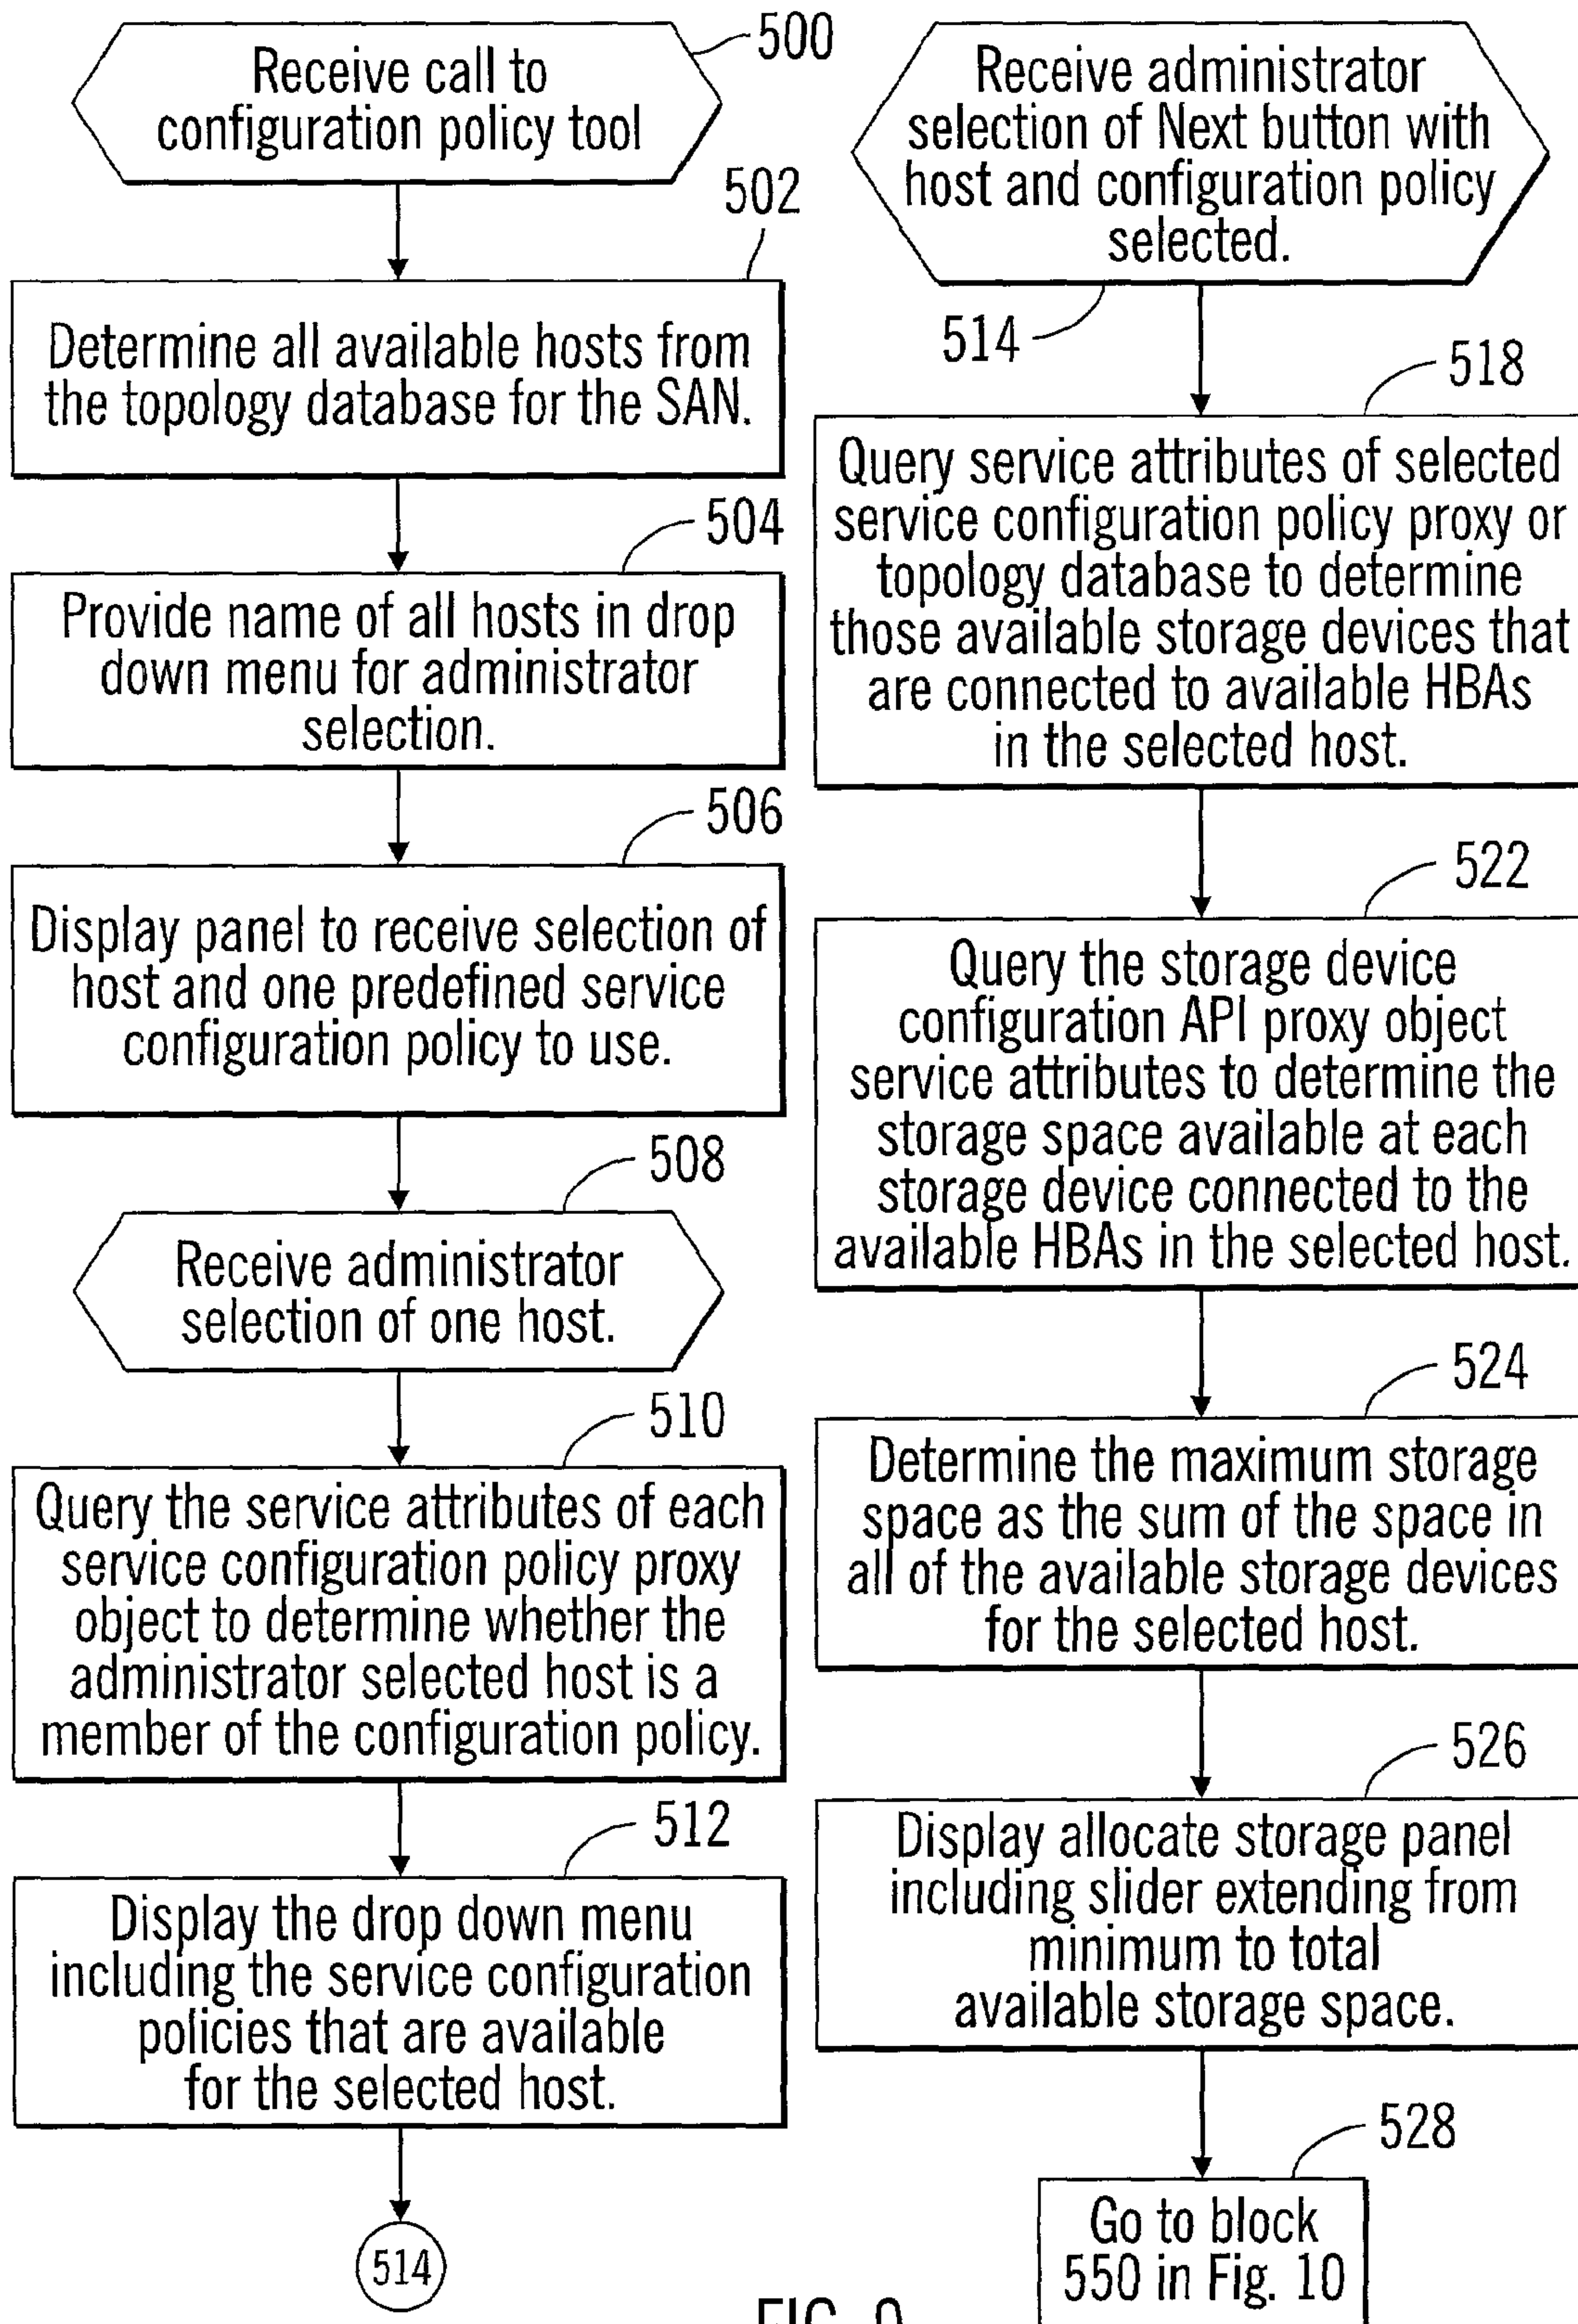 500
Receive call to
configuration policy tool
502
Determine all available hosts from
the topology database for the SAN.
504
Provide name of all hosts in drop
down menu for administrator
selection.
506
Display panel to receive selection of
host and one predefined service
configuration policy to use.
508
Receive administrator
selection of one host.
510
Query the service attributes of each
service configuration policy proxy
object to determine whether the
administrator selected host is a
member of the configuration policy.
512
Display the drop down menu
including the service configuration
policies that are available
for the selected host.
514
Receive administrator
selection of Next button with
host and configuration policy
selected.
514
518
Query service attributes of selected
service configuration policy proxy or
topology database to determine
those available storage devices that
are connected to available HBAs
in the selected host.
522
Query the storage device
configuration API proxy object
service attributes to determine the
storage space available at each
storage device connected to the
available HBAs in the selected host.
524
Determine the maximum storage
space as the sum of the space in
all of the available storage devices
for the selected host.
526
Display allocate storage panel
including slider extending from
minimum to total
available storage space.
528
Go to block
550 in Fig. 10